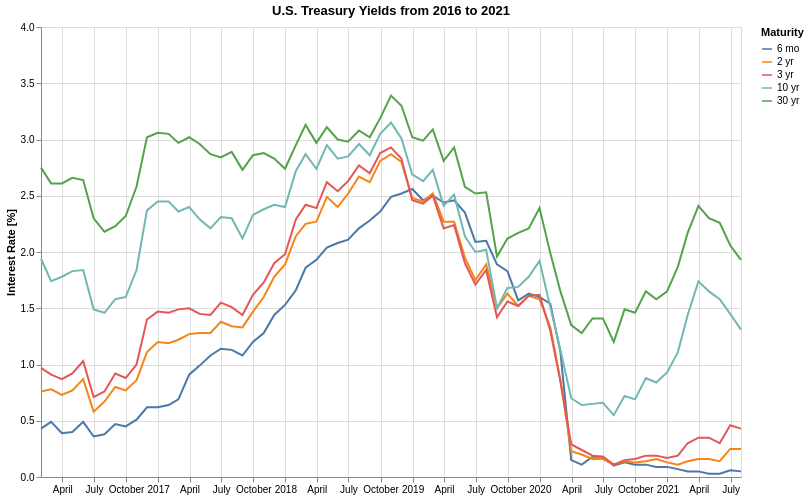 U.S. Treasury Yields from 2016 to 2021
Maturity
6 mo
2 yr
3 yr
10 yr
30 yr
Interest Rate [%]
4.0
3.5
3.0
2.5
2.0
1.5
1.0
0.5
0.0
April July October 2017 April July October 2018 April July October 2019 April July October 2020 April July October 2021 April July